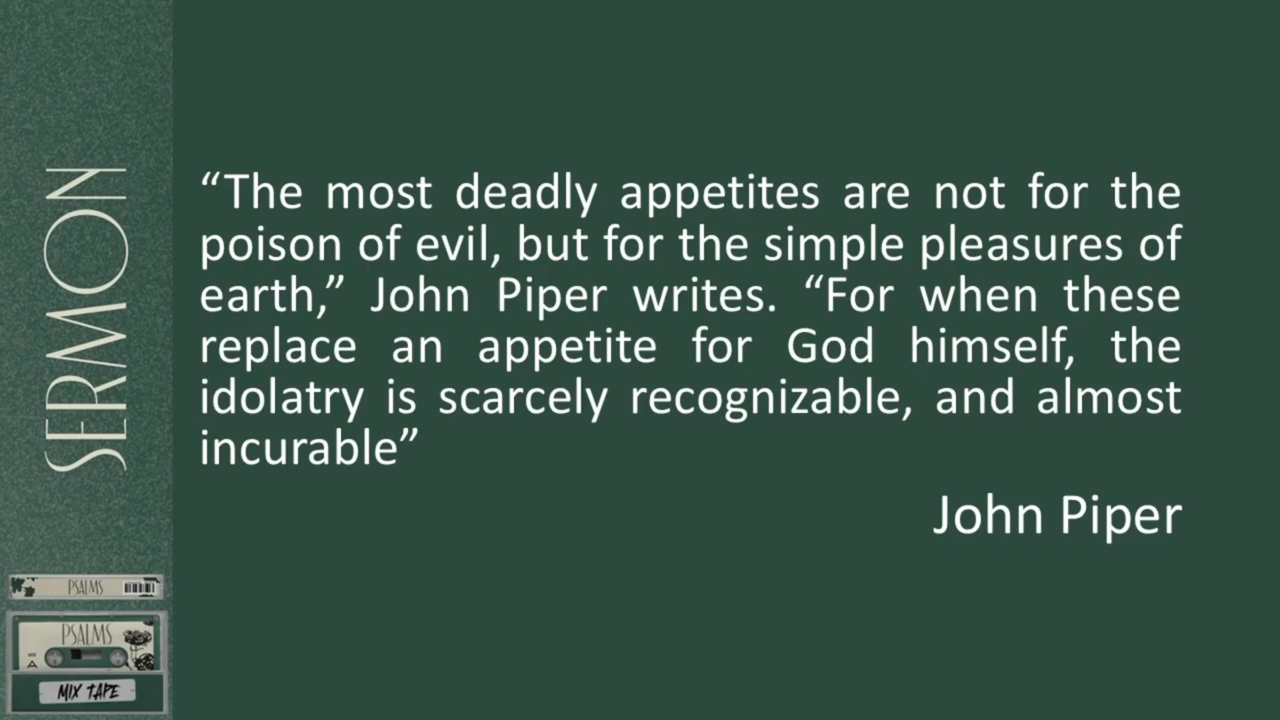 SERMON
“The most deadly appetites are not for the
poison of evil, but for the simple pleasures of
earth,” John Piper writes. “For when these
replace an appetite for God himself, the
idolatry is scarcely recognizable, and almost
incurable”
John Piper
PSALMS
PSALMS
A
MIX TAPE